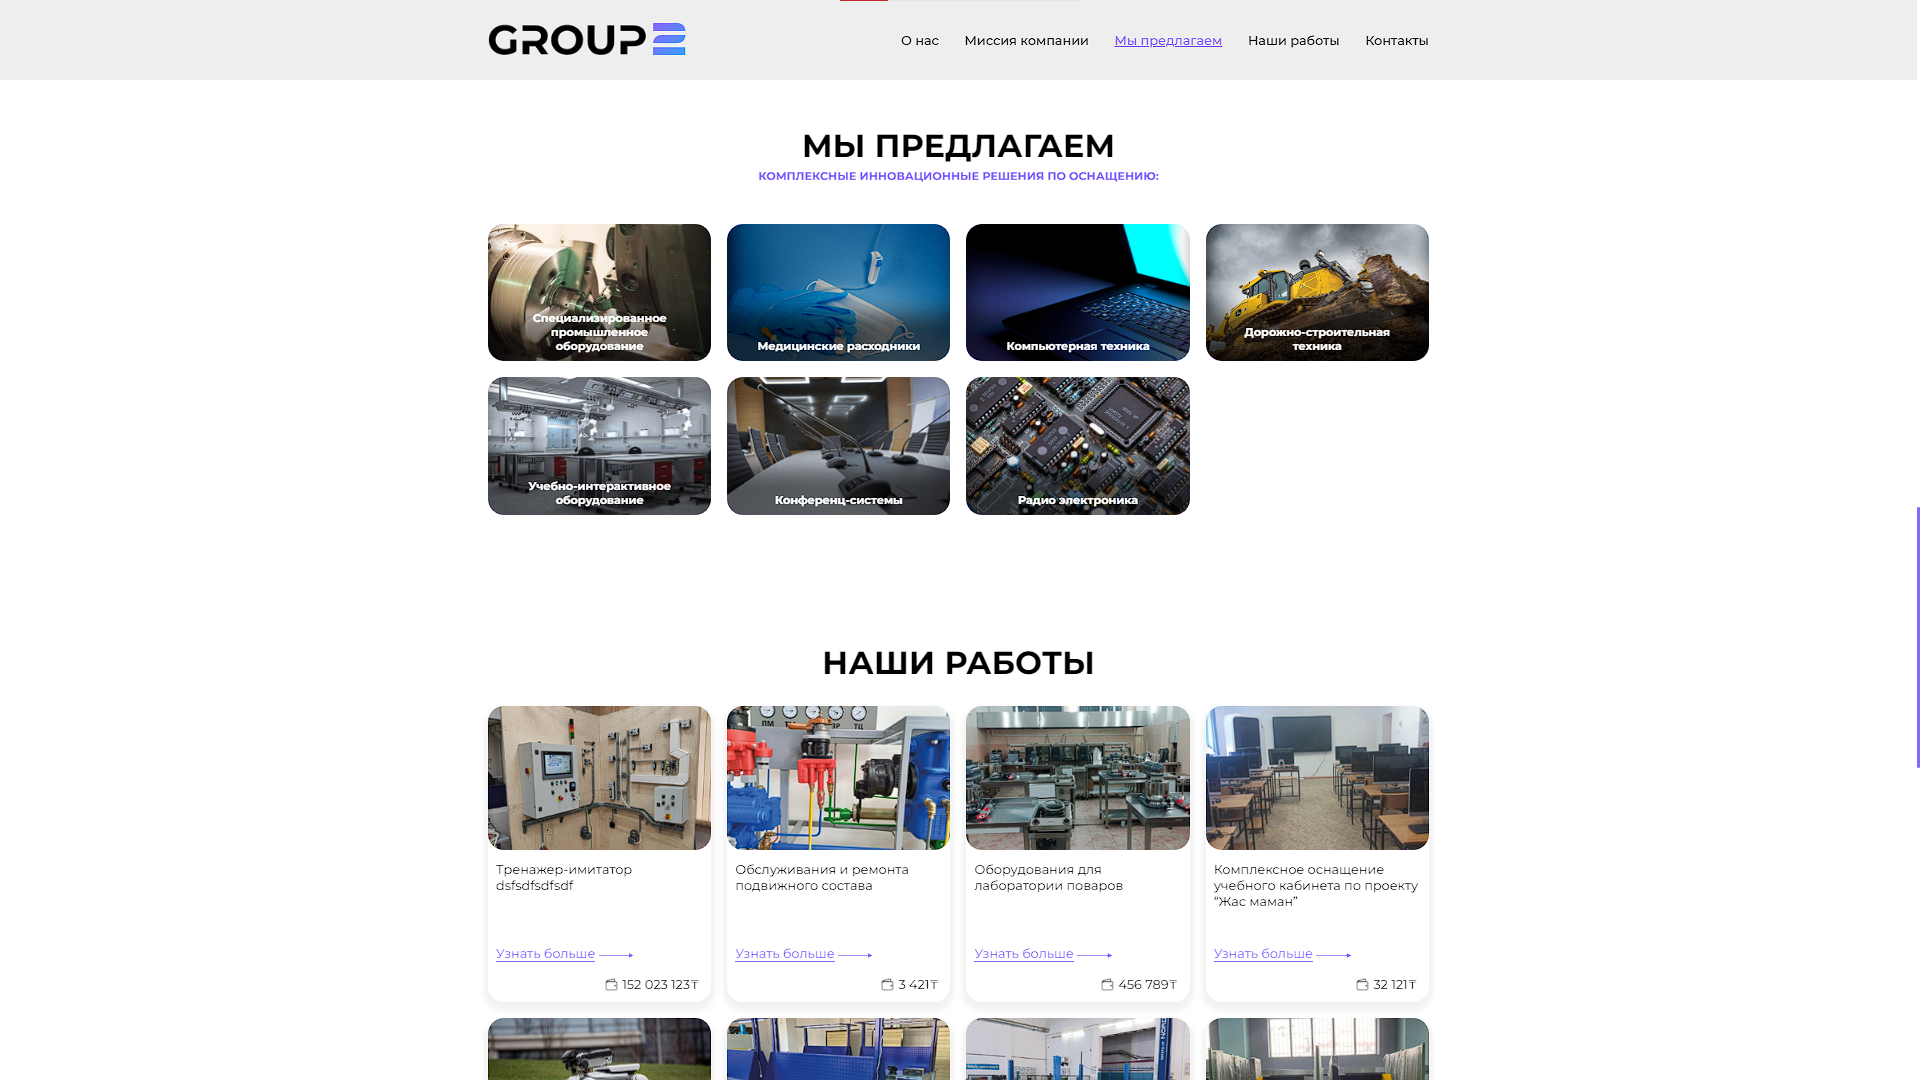 GROUP
О нас
Миссия компании
Мы предлагаем
Наши работы
Контакты
МЫ ПРЕДЛАГАЕМ
КОМПЛЕКСНЫЕ ИННОВАЦИОННЫЕ РЕШЕНИЯ ПО ОСНАЩЕНИЮ:
Специализированное
промышленное
оборудование
Медицинские расходники
Компьютерная техника
Дорожно-строительная
техника
Учебно-интерактивное
оборудование
Конференц-системы
Радио электроника
НАШИ РАБОТЫ
Тренажер-имитатор
dsfsdfsdfsdf
Узнать больше
152 023 123₸
Обслуживания и ремонта
подвижного состава
Узнать больше
3 421₸
Оборудования для
лаборатории поваров
Узнать больше
456 789₸
Комплексное оснащение
учебного кабинета по проекту
“Жас маман”
Узнать больше
32 121₸